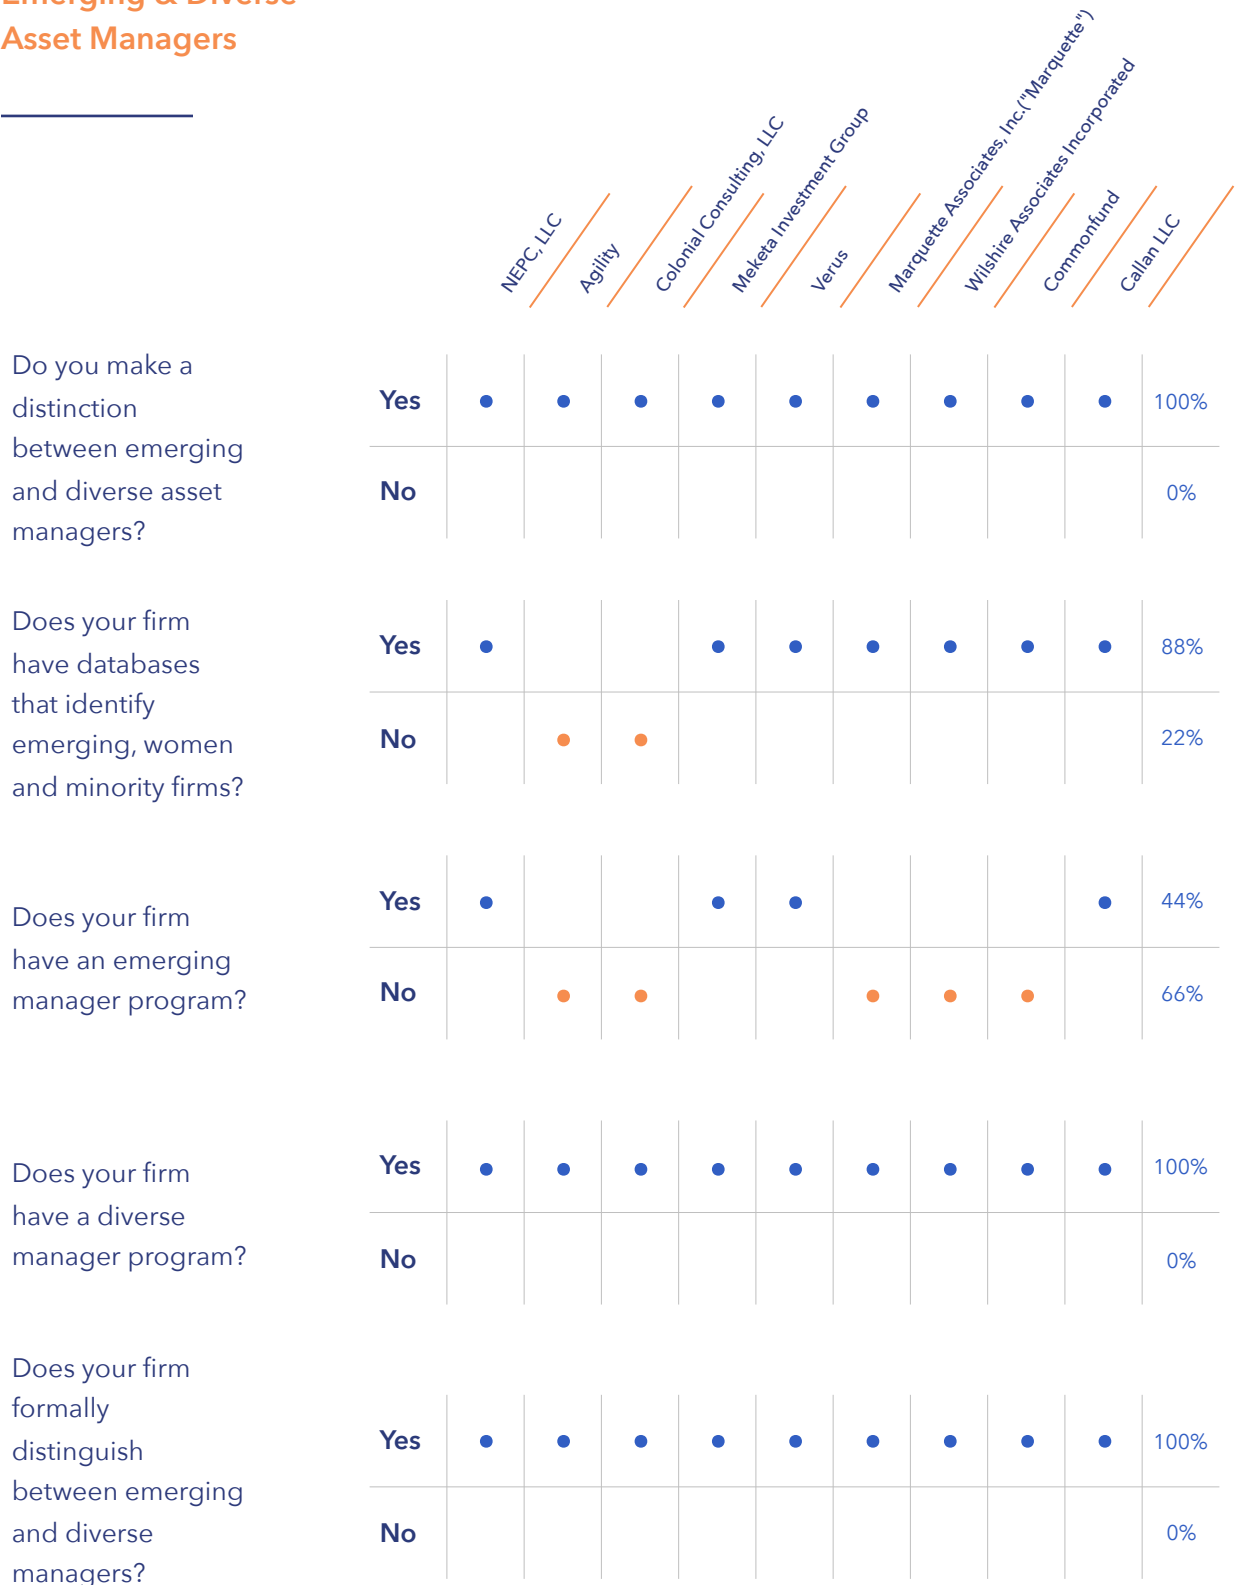 Emerging & Diverse
Asset Managers
NEPC, LLC
Agility
Colonial Consulting, LLC
Meketa Investment Group
Verus
Marquette Associates, Inc.("Marquette")
Wilshire Associates Incorporated
Commonfund
Callan LLC
Do you make a
distinction
between emerging
and diverse asset
managers?
Yes
100%
No
0%
Does your firm
have databases
that identify
emerging, women
and minority firms?
Yes
88%
No
22%
Does your firm
have an emerging
manager program?
Yes
44%
No
66%
Does your firm
have a diverse
manager program?
Yes
100%
No
0%
Does your firm
formally
distinguish
between emerging
and diverse
managers?
Yes
100%
No
0%